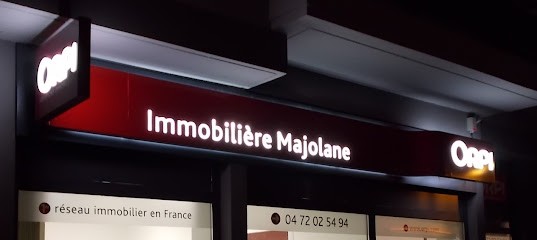 ORPI
Immobilière Majolane
ORPI
réseau immobilier en France
04 72 02 54 94